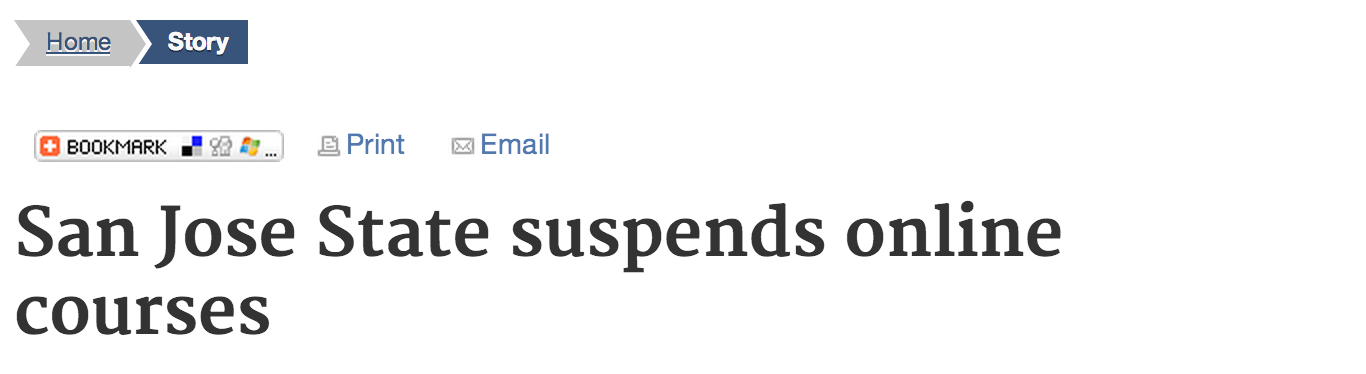 Home Story
BOOKMARK ... Print Email
San Jose State suspends online
courses